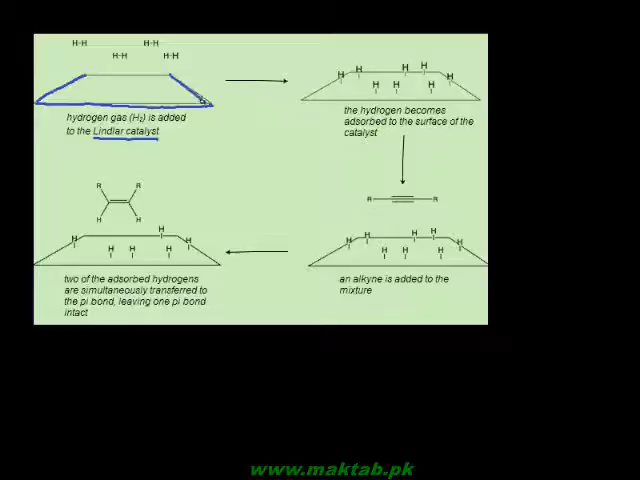 H-H H-H
H-H H-H
hydrogen gas (H₂) is added
to the Lindlar catalyst
H H H H H
H H H
the hydrogen becomes
adsorbed to the surface of the
catalyst
R R
H H
H H H
H H H
two of the adsorbed hydrogens
are simultaneously transferred to
the pi bond, leaving one pi bond
intact
R R
H H H H H
H H H
an alkyne is added to the
mixture
www.maktab.pk